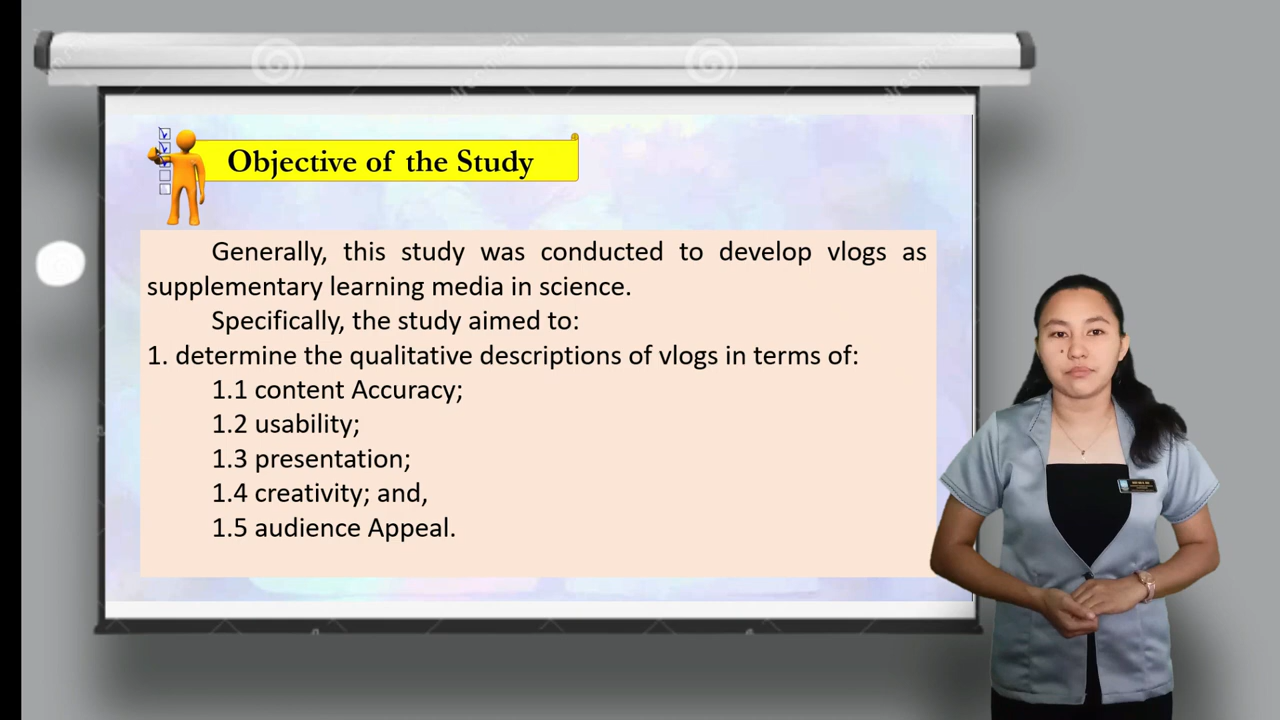 Objective of the Study
Generally, this study was conducted to develop vlogs as
supplementary learning media in science.
Specifically, the study aimed to:
1. determine the qualitative descriptions of vlogs in terms of:
1.1 content Accuracy;
1.2 usability;
1.3 presentation;
1.4 creativity; and,
1.5 audience Appeal.